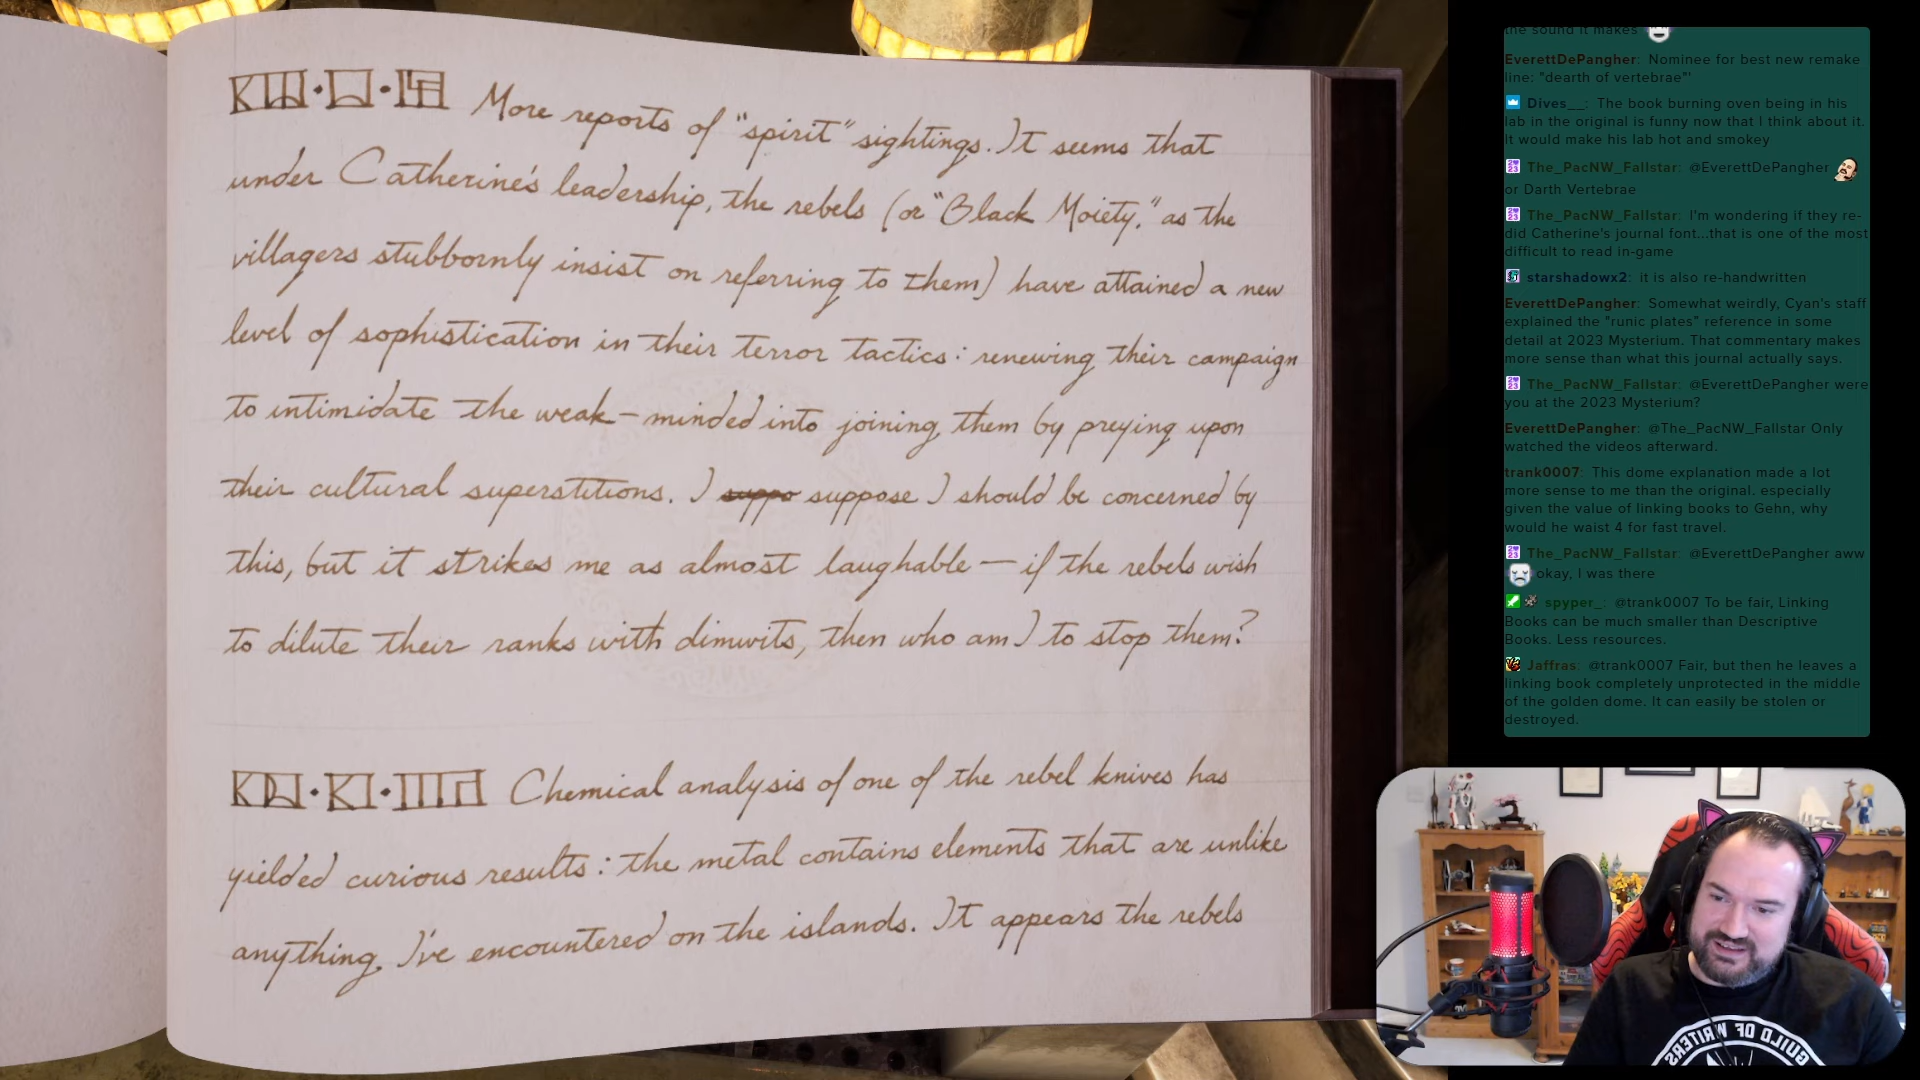 More reports of "spirit" sightings. It seems that
under Catherine's leadership, the rebels (or "Black Moiety," as the
villagers stubbornly insist on referring to them) have attained a new
level of sophistication in their terror tactics: renewing their campaign
to intimidate the weak-minded into joining them by preying upon
their cultural superstitions. I suppo suppose I should be concerned by
this, but it strikes me as almost laughable — if the rebels wish
to dilute their ranks with dimwits, then who am I to stop them?
Chemical analysis of one of the rebel knives has
yielded curious results: the metal contains elements that are unlike
anything I've encountered on the islands. It appears the rebels
the sound it makes
EverettDePangher: Nominee for best new remake
line: "dearth of vertebrae"'
Dives__: The book burning oven being in his
lab in the original is funny now that I think about it.
It would make his lab hot and smokey
The_PacNW_Fallstar: @EverettDePangher
or Darth Vertebrae
The_PacNW_Fallstar: I'm wondering if they re-
did Catherine's journal font...that is one of the most
difficult to read in-game
starshadowx2: it is also re-handwritten
EverettDePangher: Somewhat weirdly, Cyan's staff
explained the "runic plates" reference in some
detail at 2023 Mysterium. That commentary makes
more sense than what this journal actually says.
The_PacNW_Fallstar: @EverettDePangher were
you at the 2023 Mysterium?
EverettDePangher: @The_PacNW_Fallstar Only
watched the videos afterward.
trank0007: This dome explanation made a lot
more sense to me than the original. especially
given the value of linking books to Gehn, why
would he waist 4 for fast travel.
The_PacNW_Fallstar: @EverettDePangher aww
okay, I was there
spyper_: @trank0007 To be fair, Linking
Books can be much smaller than Descriptive
Books. Less resources.
Jaffras: @trank0007 Fair, but then he leaves a
linking book completely unprotected in the middle
of the golden dome. It can easily be stolen or
destroyed.
GUILD OF WRITERS